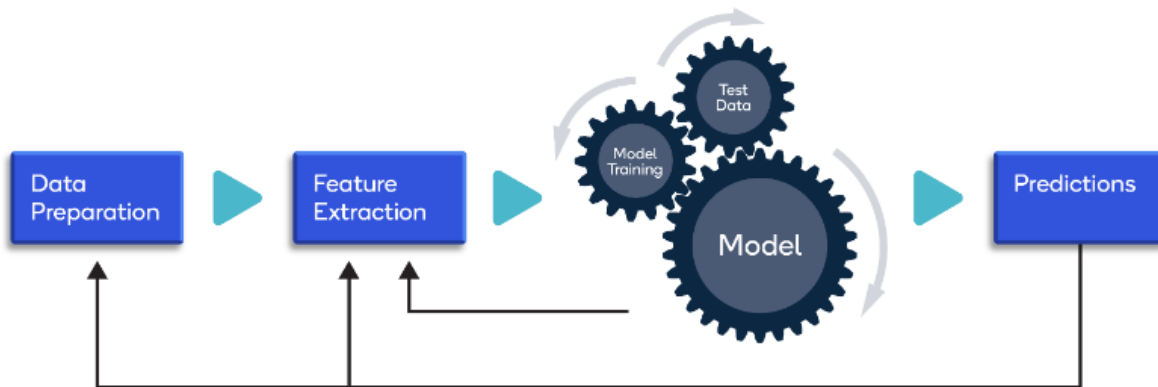 Data
Preparation
Feature
Extraction
Model
Training
Test
Data
Model
Predictions